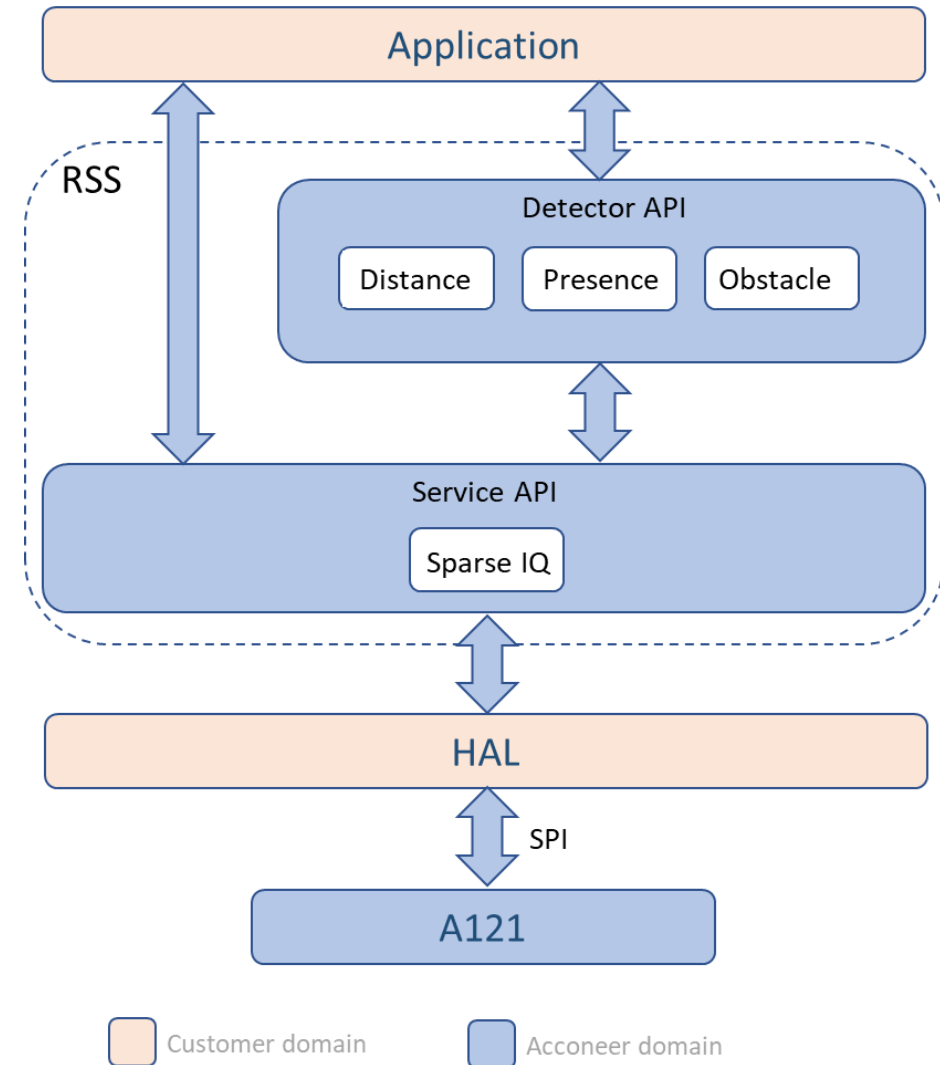 Application
RSS
Detector API
Distance
Presence
Obstacle
Service API
Sparse IQ
HAL
SPI
A121
Customer domain
Acconeer domain